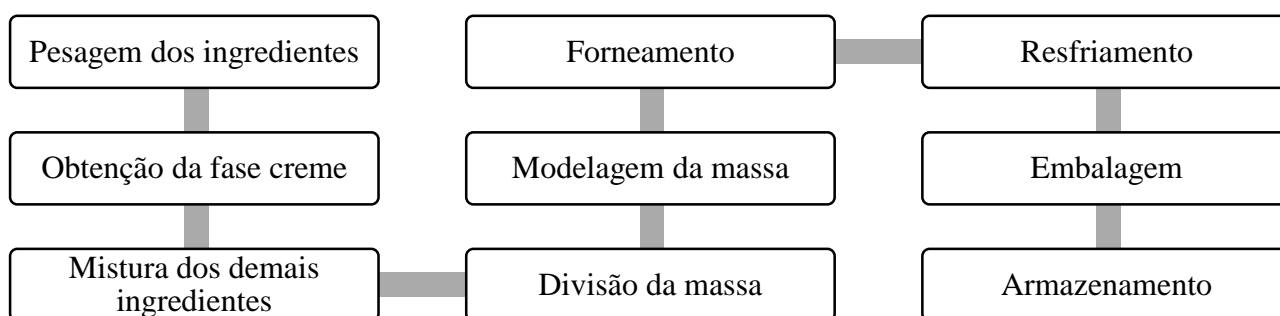 Pesagem dos ingredientes
Obtenção da fase creme
Mistura dos demais
ingredientes
Divisão da massa
Modelagem da massa
Forneamento
Resfriamento
Embalagem
Armazenamento